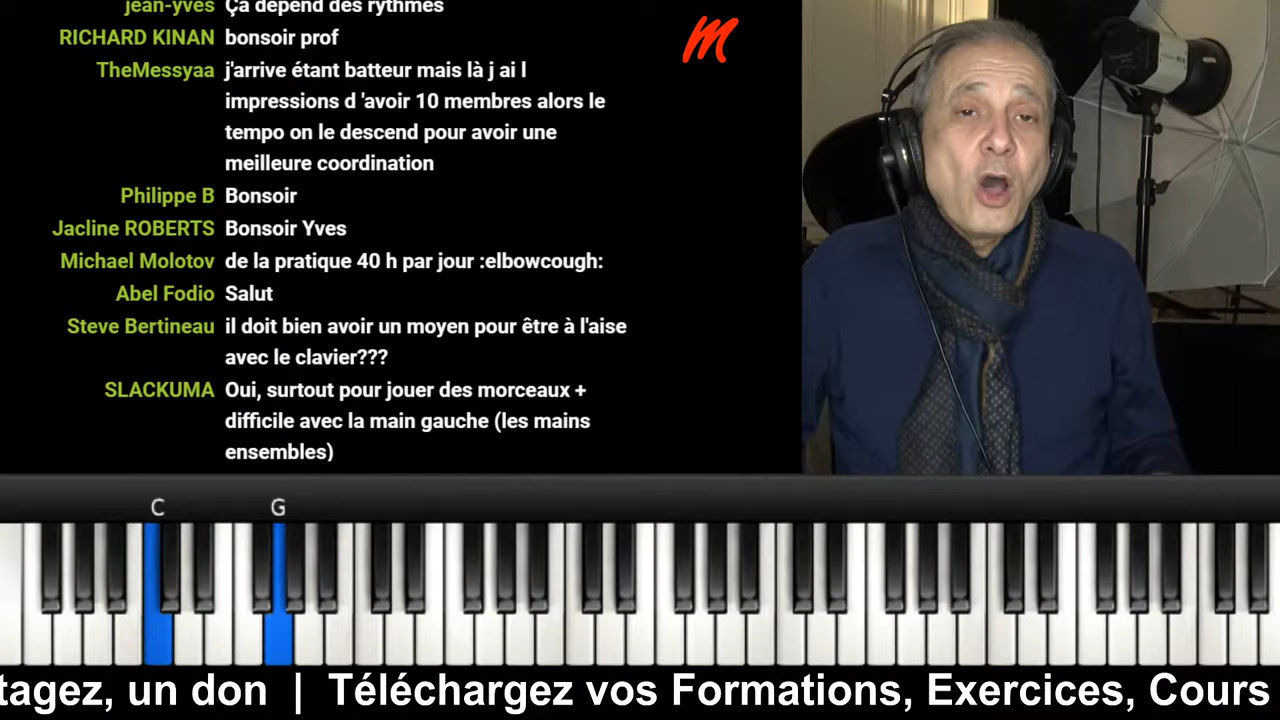 jean-yves Ça dépend des rythmes
RICHARD KINAN bonsoir prof
TheMessyaa j'arrive étant batteur mais là j ai l
impressions d 'avoir 10 membres alors le
tempo on le descend pour avoir une
meilleure coordination
Philippe B Bonsoir
Jacline ROBERTS Bonsoir Yves
Michael Molotov de la pratique 40 h par jour :elbowcough:
Abel Fodio Salut
Steve Bertineau il doit bien avoir un moyen pour être à l'aise
avec le clavier???
SLACKUMA Oui, surtout pour jouer des morceaux +
difficile avec la main gauche (les mains
ensembles)
m
C G
tagez, un don | Téléchargez vos Formations, Exercices, Cours